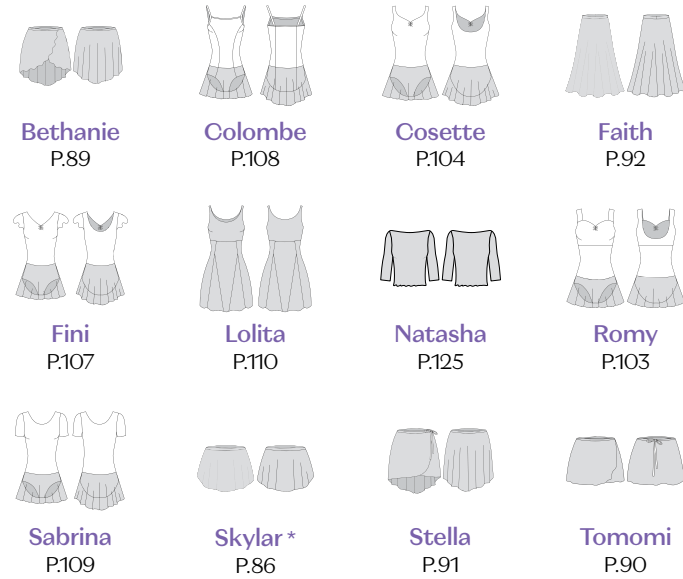 Bethanie
P.89
Colombe
P.108
Cosette
P.104
Faith
P.92
Fini
P.107
Lolita
P.110
Natasha
P.125
Romy
P.103
Sabrina
P.109
Skylar *
P.86
Stella
P.91
Tomomi
P.90